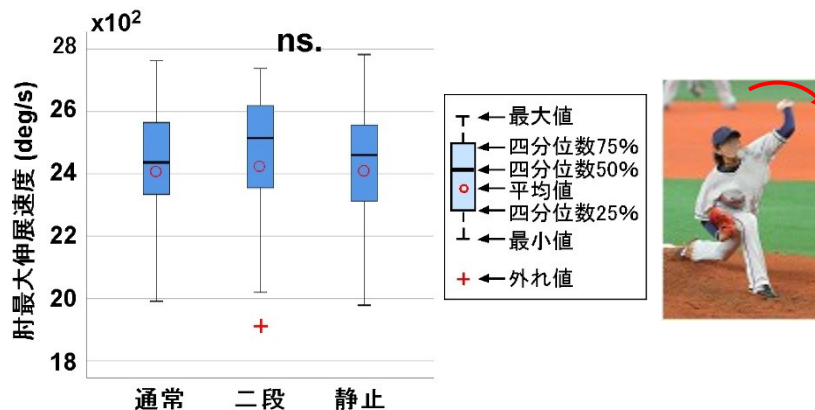 x10²
ns.
28
26
24
22
20
18
肘最大伸展速度 (deg/s)
通常
二段
静止
最大値
四分位数75%
四分位数50%
平均値
四分位数25%
最小値
外れ値